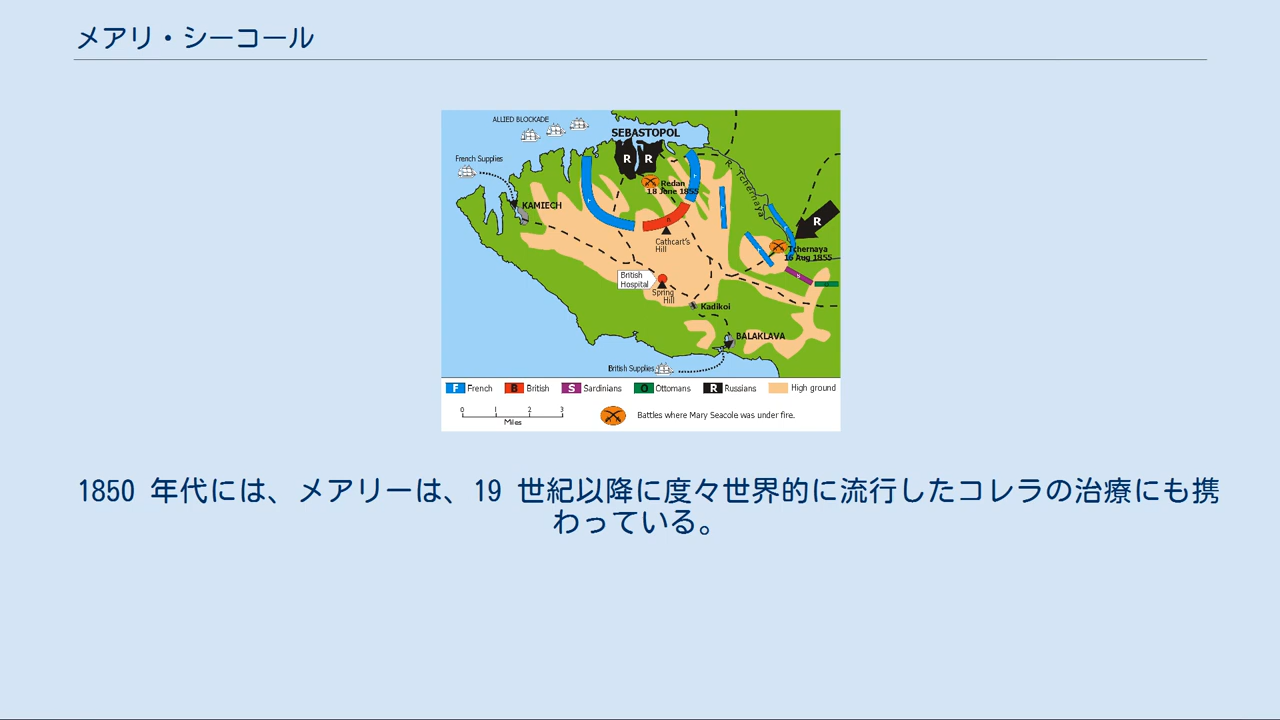 メアリ・シーコール
ALLIED BLOCKADE
SEBASTOPOL
French Supplies
R R
Redan
18 June 1855
R. Tchernaya
KAMIECH
R
Cathcart's
Hill
Tchernaya
16 Aug 1855
British
Hospital
Spring
Hill
Kadikoi
BALAKLAVA
British Supplies
F French B British S Sardinians O Ottomans R Russians High ground
0 1 2 3
Miles
Battles where Mary Seacole was under fire.
1850 年代には、メアリーは、19 世紀以降に度々世界的に流行したコレラの治療にも携
わっている。